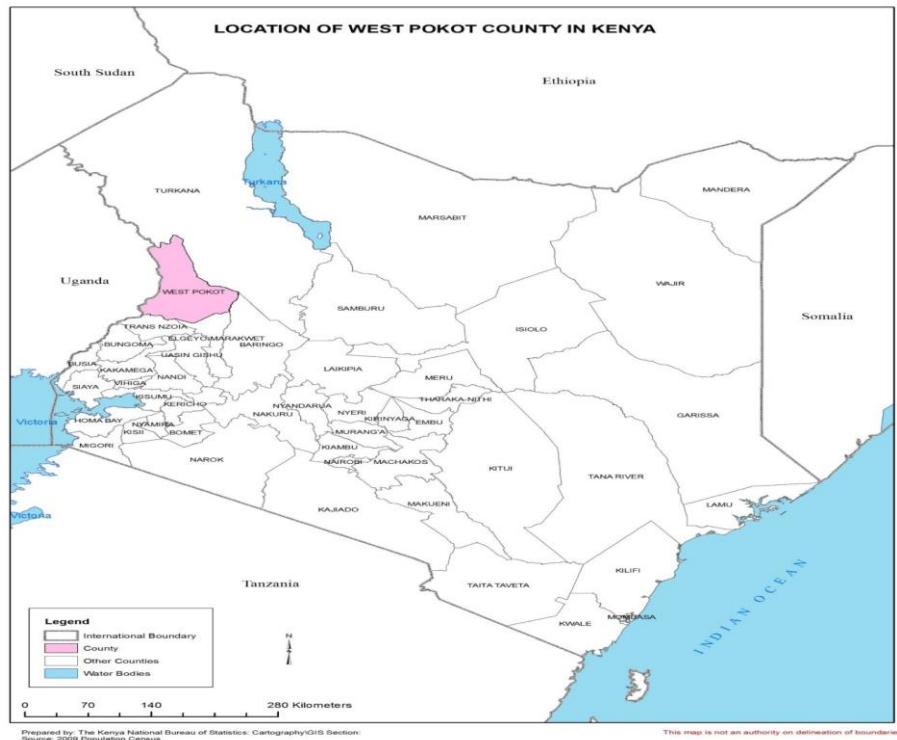 LOCATION OF WEST POKOT COUNTY IN KENYA
South Sudan
Ethiopia
Turkana
TURKANA
MANDERA
MARSABIT
Uganda
WAJIR
WEST POKOT
SAMBURU
Somalia
ISIOLO
TRANS NZOIA
ELGEYO/MARAKWET
BUNGOMA
BARINGO
UASIN GISHU
BUSIA
KAKAMEGA
LAIKIPIA
NANDI
MERU
SIAYA
VIHIGA
KISUMU
THARAKA-NITHI
KERICHO
NYANDARUA
NAKURU
NYERI
GARISSA
Victoria
HOMA BAY
NYAMIRA
KIRINYAGA
EMBU
KISII
BOMET
MURANG'A
MIGORI
KIAMBU
NAROK
NAIROBI
MACHAKOS
KITUI
TANA RIVER
MAKUENI
LAMU
KAJIADO
Victoria
KILIFI
Tanzania
TAITA TAVETA
INDIAN OCEAN
KWALE
MOMBASA
Legend
International Boundary
County
Other Counties
Water Bodies
N
0 70 140 280 Kilometers
Prepared by: The Kenya National Bureau of Statistics: Cartography\GIS Section:
Source: 2009 Population Census
This map is not an authority on delineation of boundaries